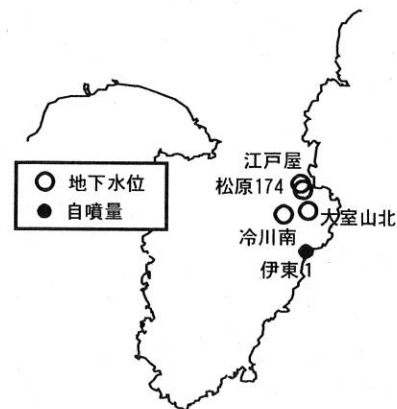 江戸屋
松原174
地下水位
自噴量
大室山北
冷川南
伊東1